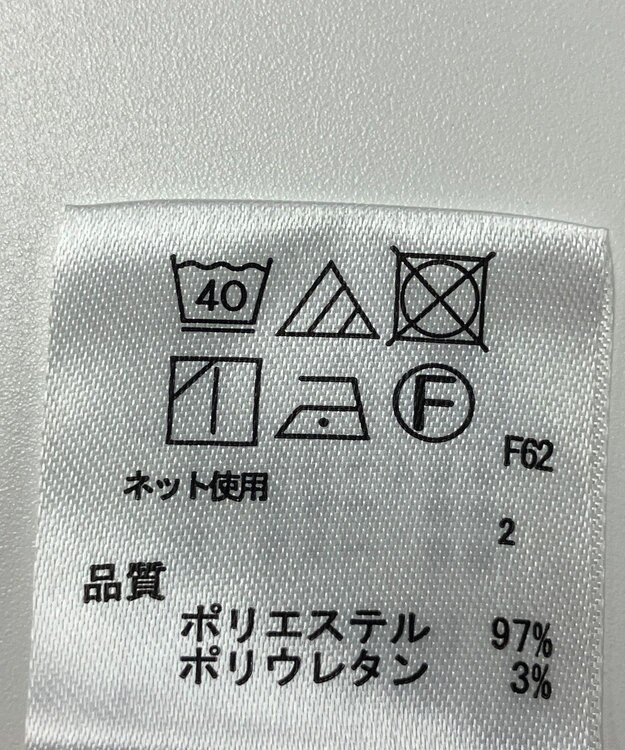 40
F
F62
ネット使用
2
品質
ポリエステル 97%
ポリウレタン 3%